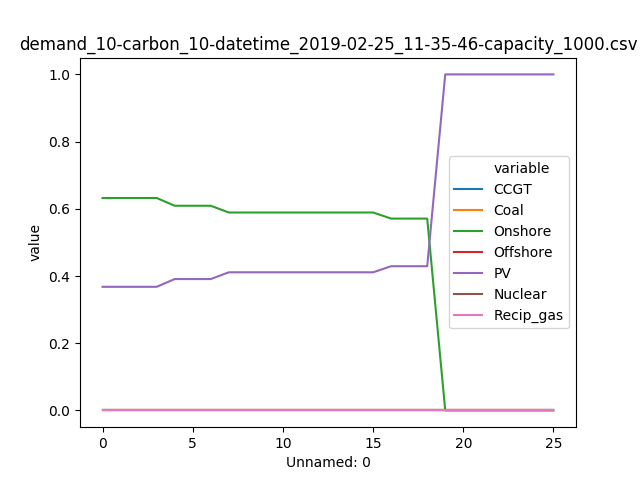 demand_10-carbon_10-datetime_2019-02-25_11-35-46-capacity_1000.csv
1.0
0.8
0.6
0.4
0.2
0.0
value
variable
CCGT
Coal
Onshore
Offshore
PV
Nuclear
Recip_gas
0 5 10 15 20 25
Unnamed: 0